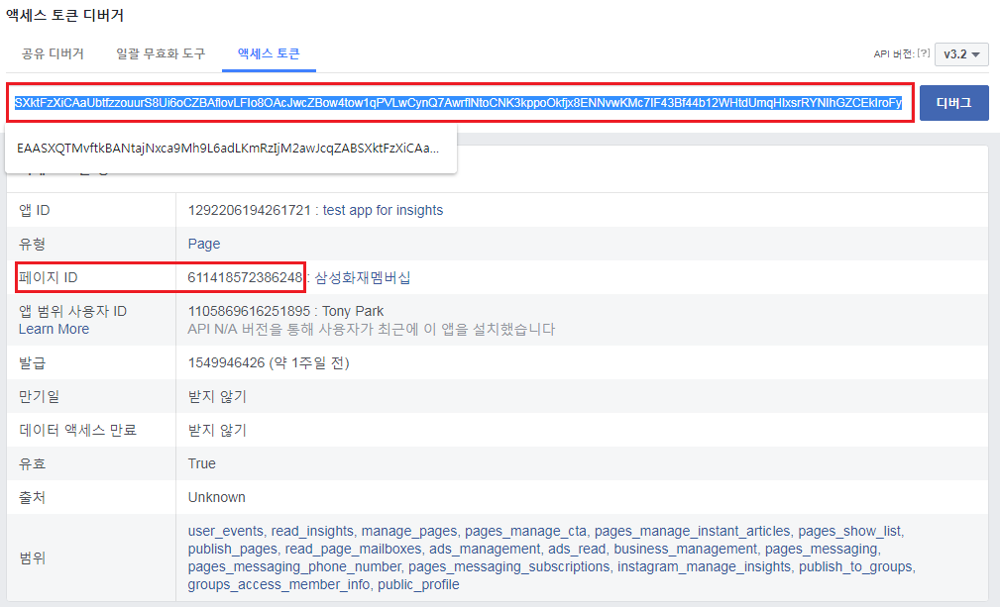 액세스 토큰 디버거
공유 디버거 일괄 무효화 도구 액세스 토큰 API 버전: [?] v3.2
디버그
앱 ID 1292206194261721 : test app for insights
유형 Page
페이지 ID 611418572386248 : 삼성화재멤버십
앱 범위 사용자 ID 1105869616251895 : Tony Park
Learn More API N/A 버전을 통해 사용자가 최근에 이 앱을 설치했습니다
발급 1549946426 (약 1주일 전)
만기일 받지 않기
데이터 액세스 만료 받지 않기
유효 True
출처 Unknown
범위 user_events, read_insights, manage_pages, pages_manage_cta, pages_manage_instant_articles, pages_show_list,
publish_pages, read_page_mailboxes, ads_management, ads_read, business_management, pages_messaging,
pages_messaging_phone_number, pages_messaging_subscriptions, instagram_manage_insights, publish_to_groups,
groups_access_member_info, public_profile